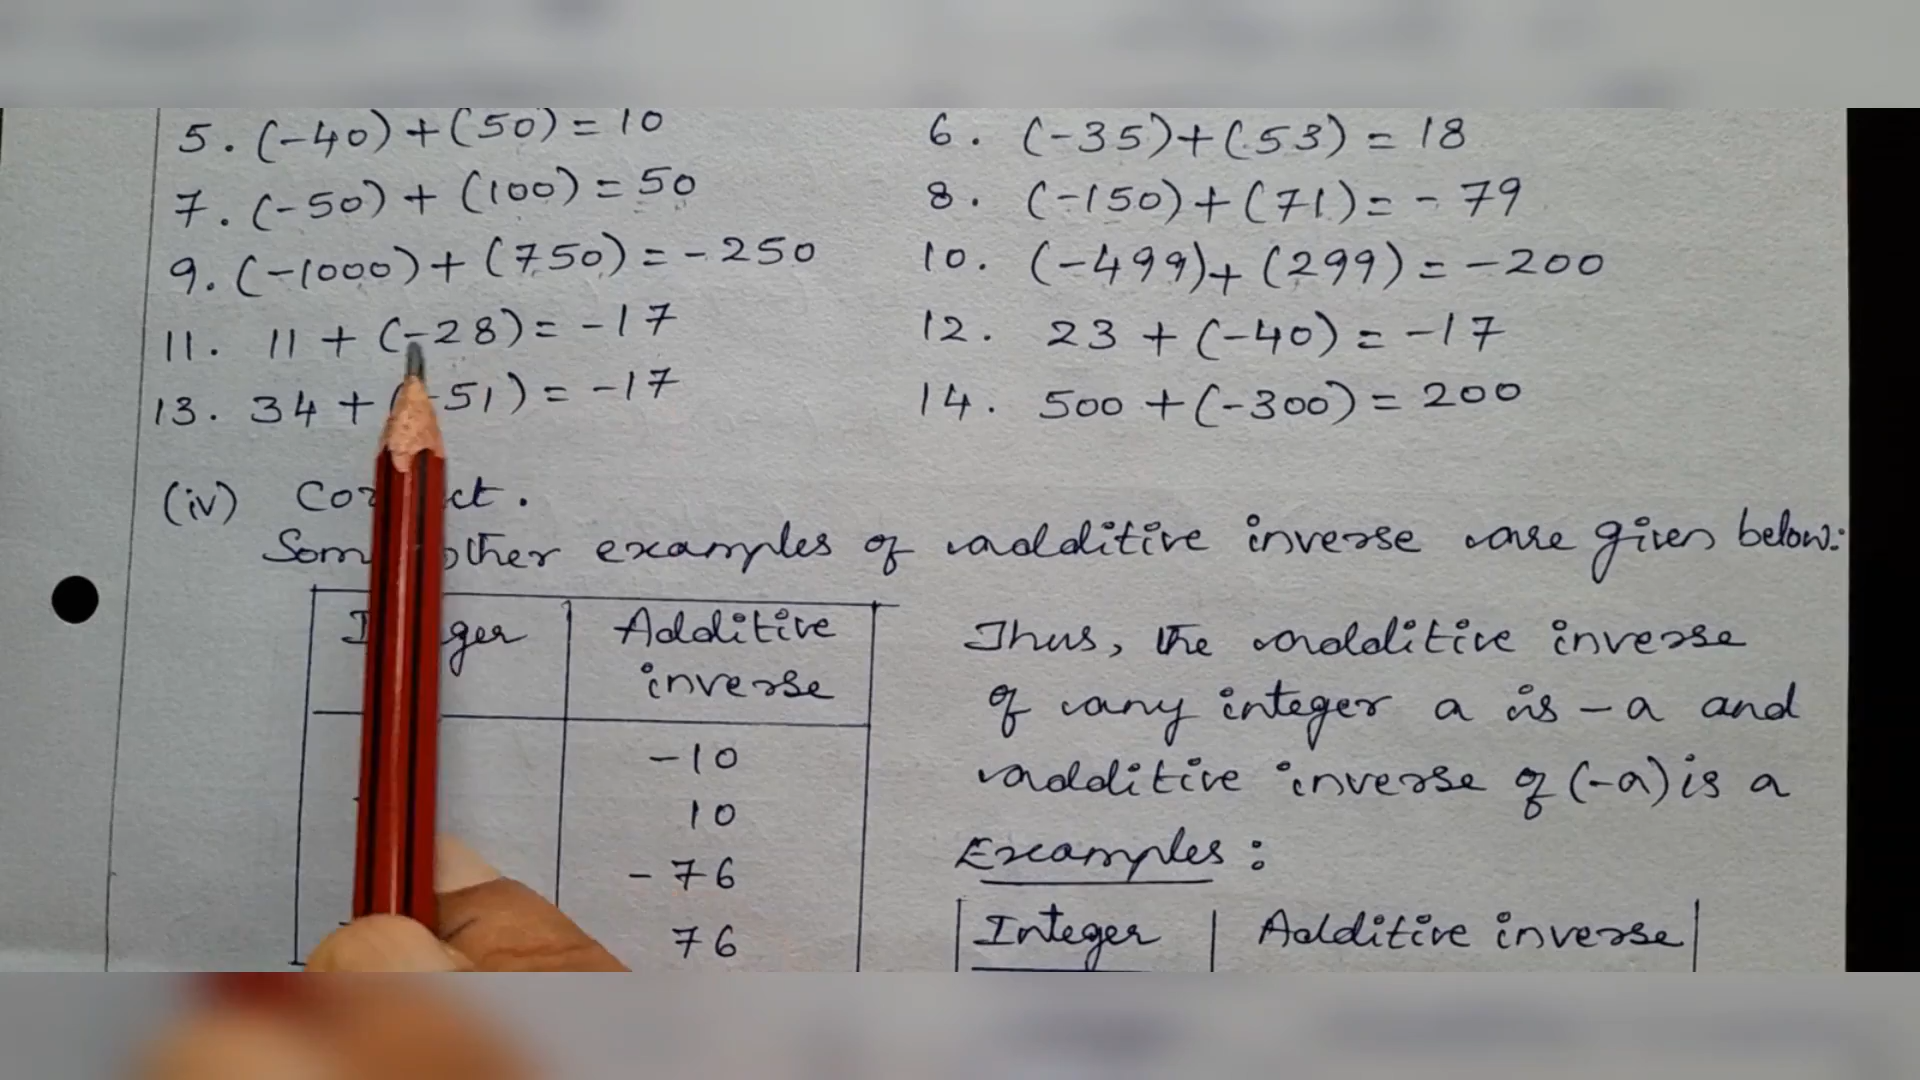 5. (-40)+(50)=10
6. (-35)+(53)=18
7. (-50)+(100)=50
8. (-150)+(71)=-79
9. (-1000)+(750)=-250
10. (-499)+(299)=-200
11. 11+(-28)=-17
12. 23+(-40)=-17
13. 34+(-51)=-17
14. 500+(-300)=200
(iv)
other examples of additive inverse are given below:
Additive
inverse
-10
10
-76
76
Thus, the additive inverse
of any integer a is -a and
additive inverse of (-a) is a
Examples:
Integer | Additive inverse